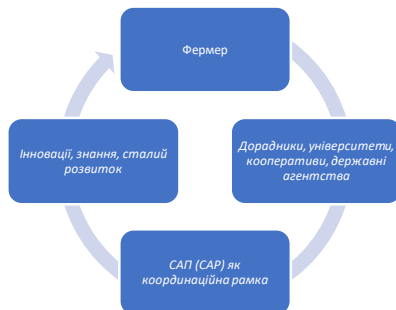 Фермер
Дорадники, університети,
кооперативи, державні
агентства
САП (CAP) як
координаційна рамка
Інновації, знання, сталий
розвиток